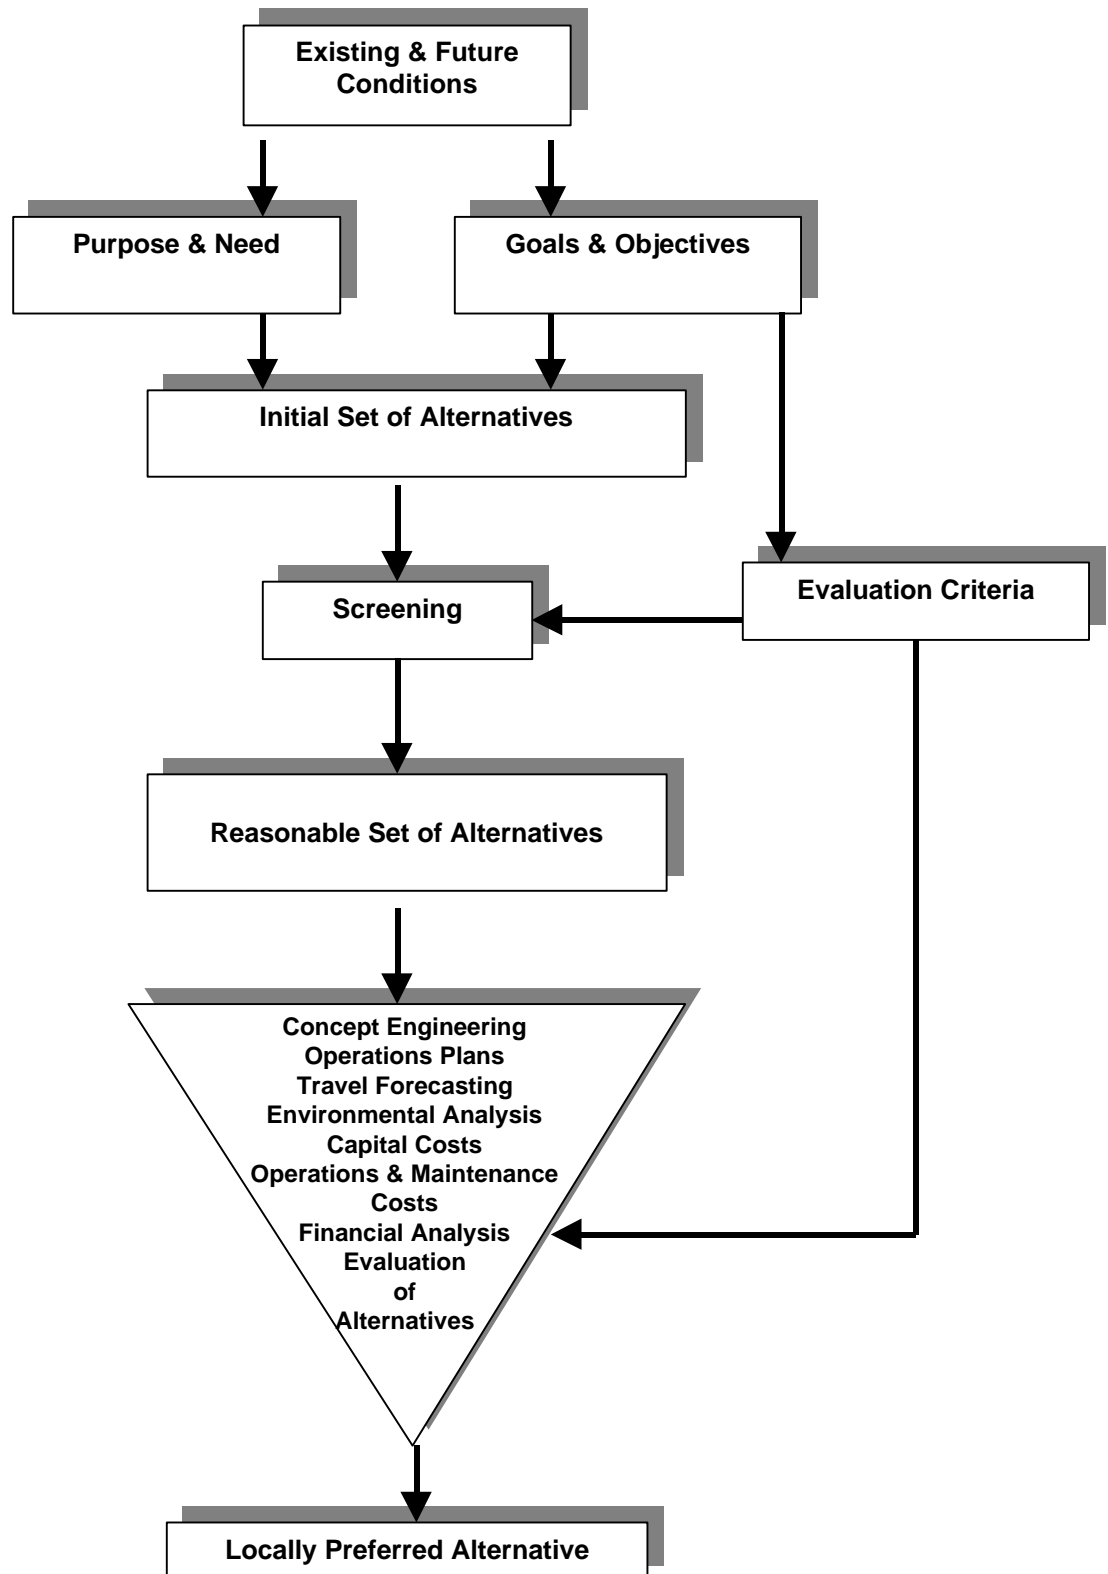 Existing & Future
Conditions
Purpose & Need
Goals & Objectives
Initial Set of Alternatives
Screening
Evaluation Criteria
Reasonable Set of Alternatives
Concept Engineering
Operations Plans
Travel Forecasting
Environmental Analysis
Capital Costs
Operations & Maintenance
Costs
Financial Analysis
Evaluation
of
Alternatives
Locally Preferred Alternative